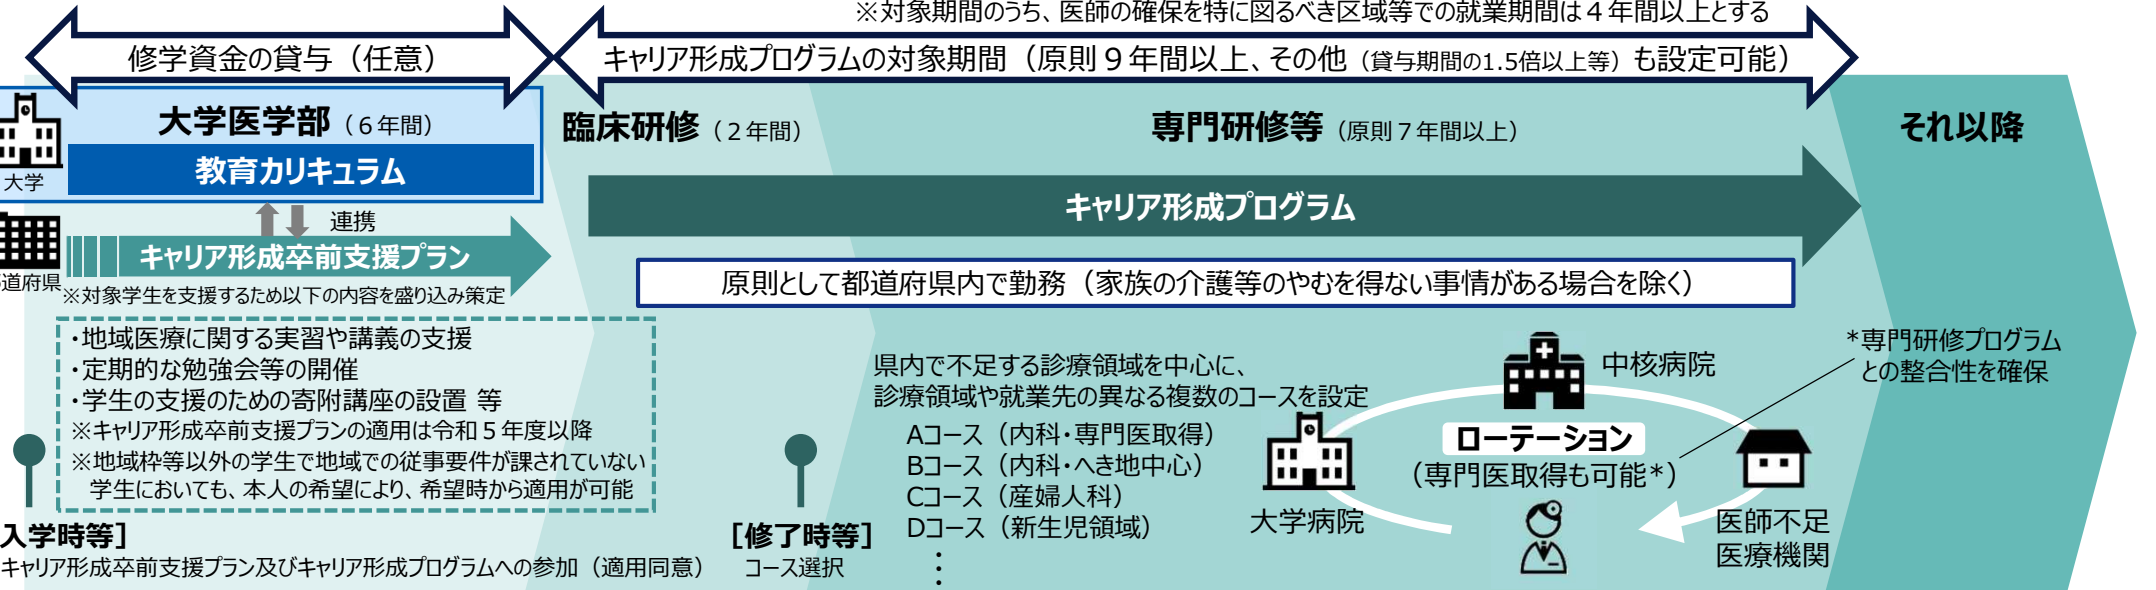 ※対象期間のうち、医師の確保を特に図るべき区域等での就業期間は４年間以上とする
修学資金の貸与（任意）
キャリア形成プログラムの対象期間（原則９年間以上、その他（貸与期間の1.5倍以上等）も設定可能）
大学医学部（６年間）
臨床研修（２年間）
専門研修等（原則７年間以上）
それ以降
教育カリキュラム
大学
キャリア形成プログラム
連携
キャリア形成卒前支援プラン
道府県
※対象学生を支援するため以下の内容を盛り込み策定
原則として都道府県内で勤務（家族の介護等のやむを得ない事情がある場合を除く）
・地域医療に関する実習や講義の支援
・定期的な勉強会等の開催
・学生の支援のための寄附講座の設置 等
※キャリア形成卒前支援プランの適用は令和５年度以降
※地域枠等以外の学生で地域での従事要件が課されていない
学生においても、本人の希望により、希望時から適用が可能
入学時等]
キャリア形成卒前支援プラン及びキャリア形成プログラムへの参加（適用同意）
[修了時等]
コース選択
県内で不足する診療領域を中心に、
診療領域や就業先の異なる複数のコースを設定
Aコース（内科・専門医取得）
Bコース（内科・へき地中心）
Cコース（産婦人科）
Dコース（新生児領域）
・・・
大学病院
中核病院
ローテーション
（専門医取得も可能*）
医師不足
医療機関
*専門研修プログラム
との整合性を確保